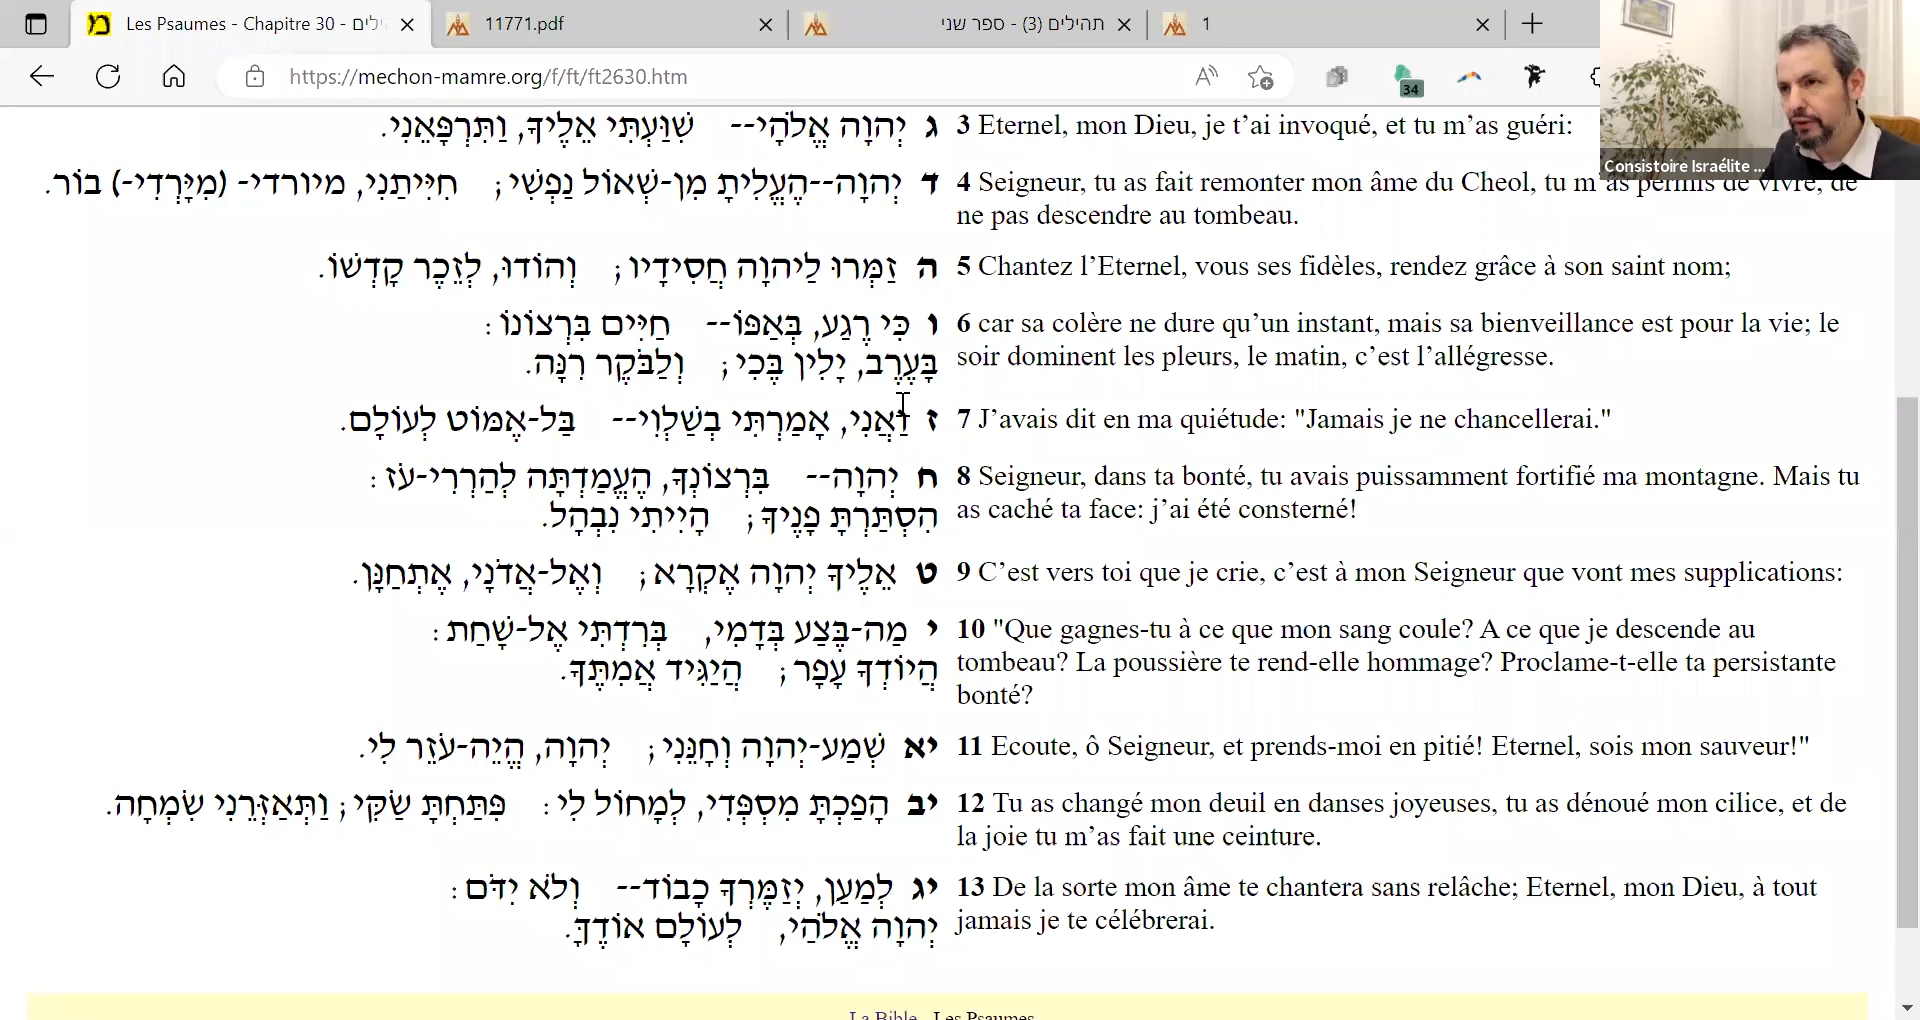 Les Psaumes - Chapitre 30 -
11771.pdf
תהילים (3) - ספר שני
1
https://mechon-mamre.org/f/ft/ft2630.htm
34
Consistoire Israélite ...
ג יְהוָה אֱלֹהָי-- שִׁוַּעְתִּי אֵלֶיךָ, וַתִּרְפָּאֵנִי.
3 Eternel, mon Dieu, je t’ai invoqué, et tu m’as guéri:
ד יְהוָה--הֶעֱלִיתָ מִן-שְׁאוֹל נַפְשִׁי; חִיִּיתַנִי, מיורדי- (מִיָּרְדִי-) בוֹר.
4 Seigneur, tu as fait remonter mon âme du Cheol, tu m’as permis de vivre, de
ne pas descendre au tombeau.
ה זַמְּרוּ לַיהוָה חֲסִידָיו; וְהוֹדוּ, לְזֵכֶר קָדְשׁוֹ.
5 Chantez l’Eternel, vous ses fidèles, rendez grâce à son saint nom;
ו כִּי רֶגַע, בְּאַפּוֹ-- חַיִּים בִּרְצוֹנוֹ:
בָּעֶרֶב, יָלִין בֶּכִי; וְלַבֹּקֶר רִנָּה.
6 car sa colère ne dure qu’un instant, mais sa bienveillance est pour la vie; le
soir dominent les pleurs, le matin, c’est l’allégresse.
ז וַאֲנִי, אָמַרְתִּי בְשַׁלְוִי-- בַּל-אֶמּוֹט לְעוֹלָם.
7 J’avais dit en ma quiétude: "Jamais je ne chancellerai."
ח יְהוָה-- בִּרְצוֹנְךָ, הֶעֱמַדְתָּה לְהַרְרִי-עֹז:
הִסְתַּרְתָּ פָנֶיךָ; הָיִיתִי נִבְהָל.
8 Seigneur, dans ta bonté, tu avais puissamment fortifié ma montagne. Mais tu
as caché ta face: j’ai été consterné!
ט אֵלֶיךָ יְהוָה אֶקְרָא; וְאֶל-אֲדֹנָי, אֶתְחַנָּן.
9 C’est vers toi que je crie, c’est à mon Seigneur que vont mes supplications:
י מַה-בֶּצַע בְּדָמִי, בְּרִדְתִּי אֶל-שָׁחַת:
הֲיוֹדְךָ עָפָר; הֲיַגִּיד אֲמִתֶּךָ.
10 "Que gagnes-tu à ce que mon sang coule? A ce que je descende au
tombeau? La poussière te rend-elle hommage? Proclame-t-elle ta persistante
bonté?
יא שְׁמַע-יְהוָה וְחָנֵּנִי; יְהוָה, הֱיֵה-עֹזֵר לִי.
11 Ecoute, ô Seigneur, et prends-moi en pitié! Eternel, sois mon sauveur!"
יב הָפַכְתָּ מִסְפְּדִי, לְמָחוֹל לִי: פִּתַּחְתָּ שַׂקִּי; וַתְּאַזְּרֵנִי שִׂמְחָה.
12 Tu as changé mon deuil en danses joyeuses, tu as dénoué mon cilice, et de
la joie tu m’as fait une ceinture.
יג לְמַעַן, יְזַמֶּרְךָ כָבוֹד-- וְלֹא יִדֹּם:
יְהוָה אֱלֹהַי, לְעוֹלָם אוֹדֶךָּ.
13 De la sorte mon âme te chantera sans relâche; Eternel, mon Dieu, à tout
jamais je te célébrerai.
La Bible - Les Psaumes